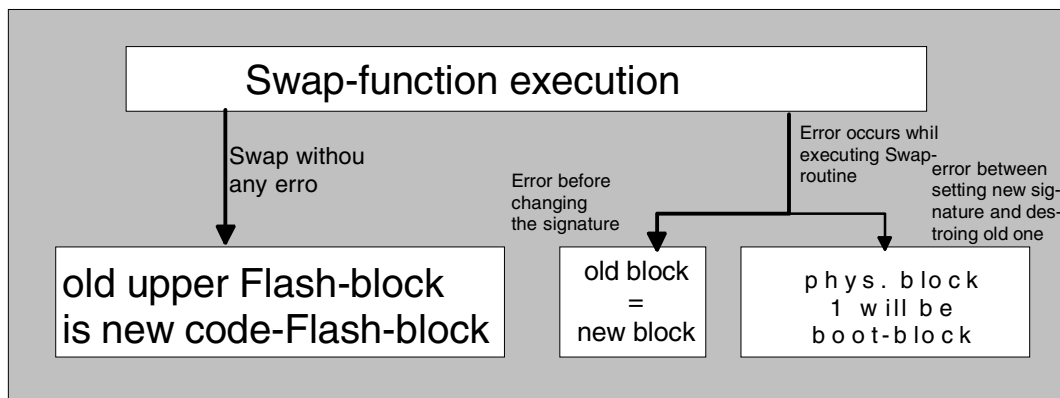 Swap-function execution
Swap withou
any erro
Error occurs whil
executing Swap-
routine
Error before
changing
the signature
error between
setting new sig-
nature and des-
troing old one
old upper Flash-block
is new code-Flash-block
old block
=
new block
phys. block
1 will be
boot-block